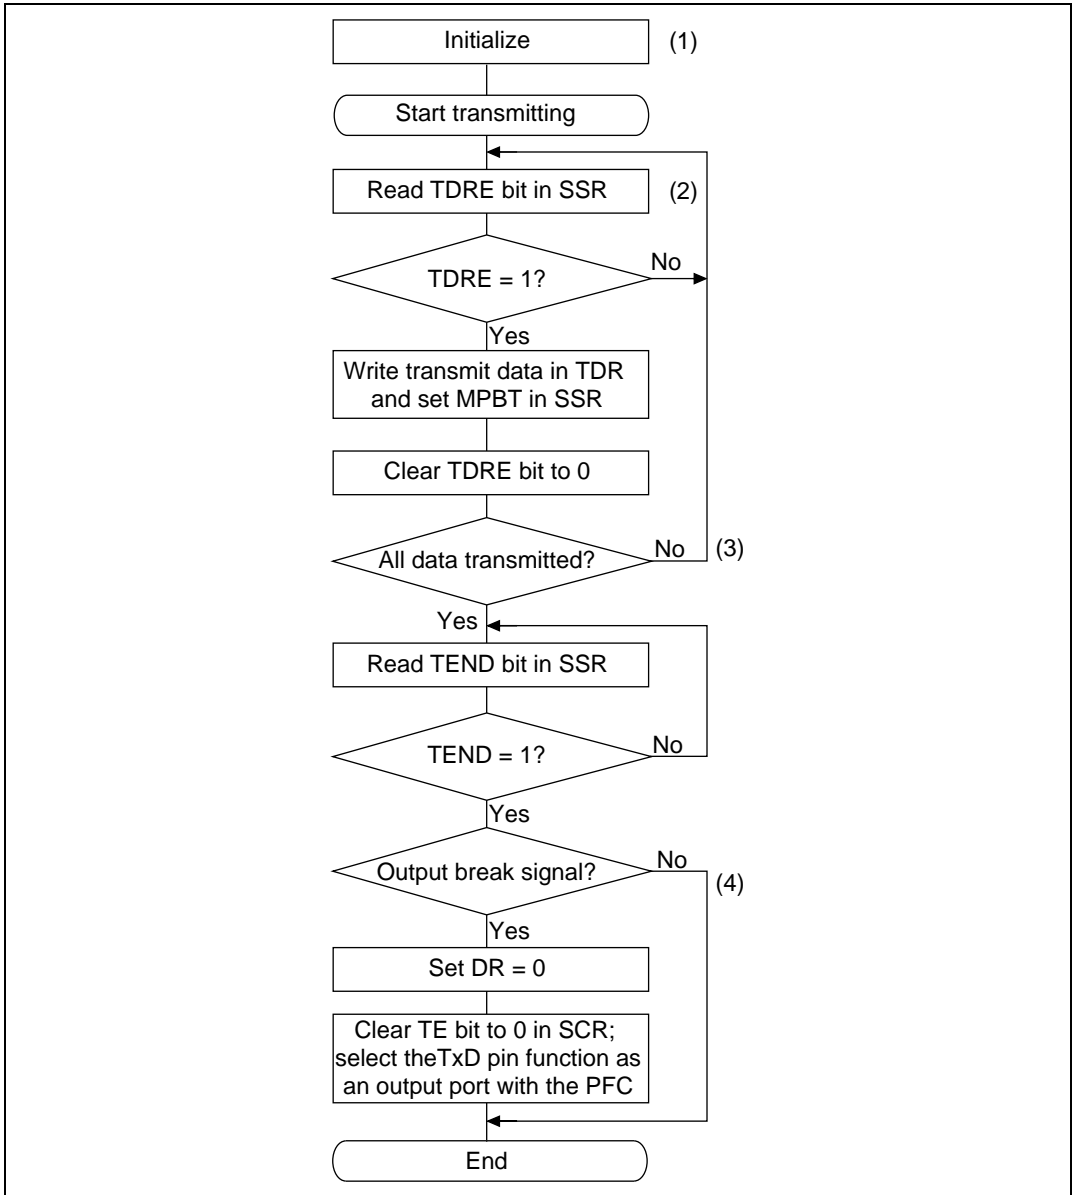 Initialize
(1)
Start transmitting
Read TDRE bit in SSR
(2)
TDRE = 1?
No
Yes
Write transmit data in TDR
and set MPBT in SSR
Clear TDRE bit to 0
All data transmitted?
No
(3)
Yes
Read TEND bit in SSR
TEND = 1?
No
Yes
Output break signal?
No
(4)
Yes
Set DR = 0
Clear TE bit to 0 in SCR;
select theTxD pin function as
an output port with the PFC
End